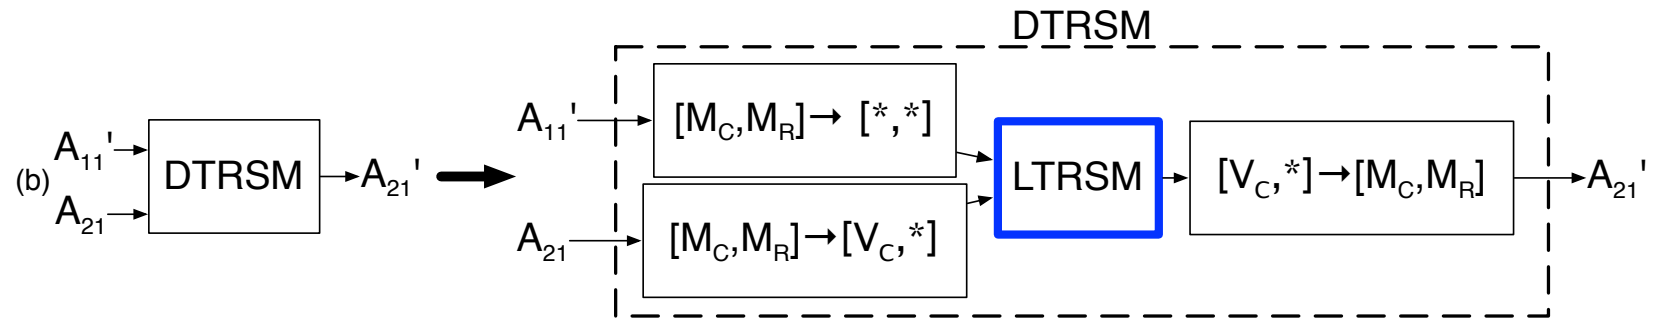 DTRSM
(b)
A11'
A21
DTRSM
A21'
A11'
[MC,MR]→ [*,*]
A21
[MC,MR]→[VC,*]
LTRSM
[VC,*]→[MC,MR]
A21'